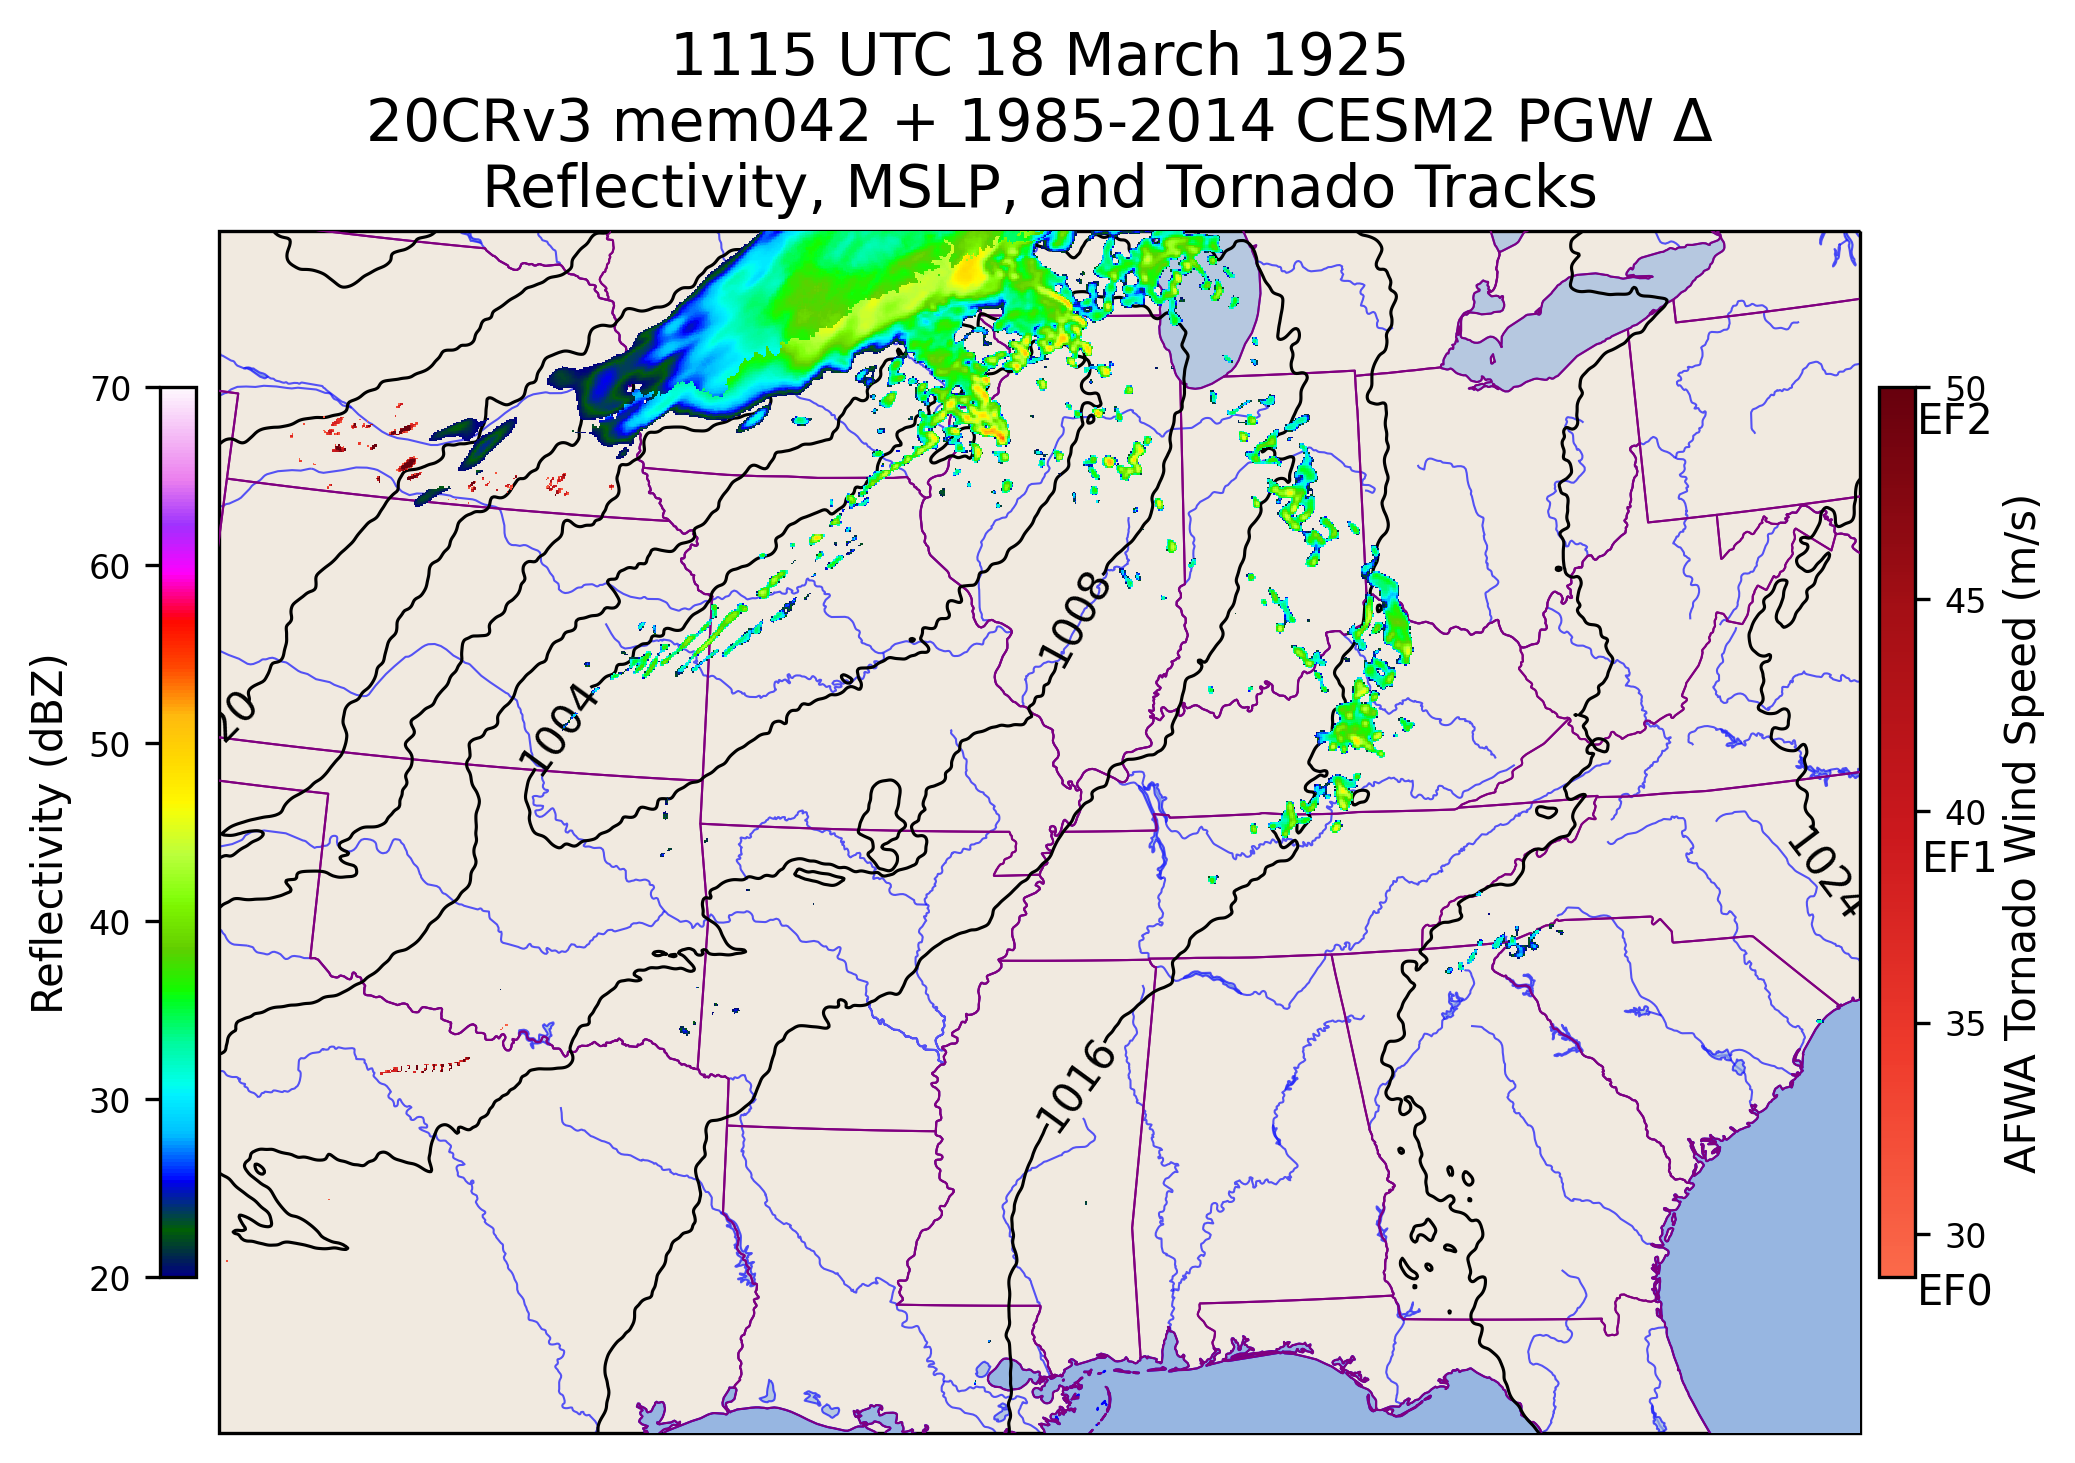 1115 UTC 18 March 1925
20CRv3 mem042 + 1985-2014 CESM2 PGW Δ
Reflectivity, MSLP, and Tornado Tracks
70
60
50
40
30
20
Reflectivity (dBZ)
20
1004
1008
1016
1024
50
EF2
45
40
EF1
35
30
EF0
AFWA Tornado Wind Speed (m/s)